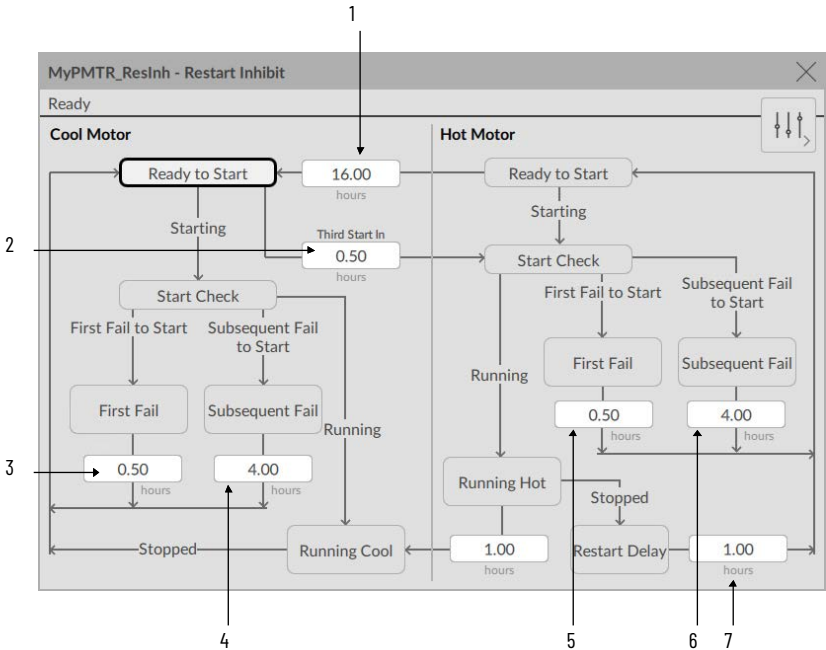 1
MyPMTR_ResInh - Restart Inhibit
Ready
Cool Motor
Hot Motor
Ready to Start
16.00
hours
Ready to Start
Starting
Starting
2
Third Start In
0.50
hours
Start Check
Start Check
First Fail to Start
Subsequent Fail
to Start
First Fail to Start
Subsequent Fail
to Start
First Fail
Subsequent Fail
Running
First Fail
Subsequent Fail
Running
0.50
hours
4.00
hours
3
0.50
hours
4.00
hours
Running Hot
Stopped
Stopped
Running Cool
1.00
hours
Restart Delay
1.00
hours
4
5
6
7